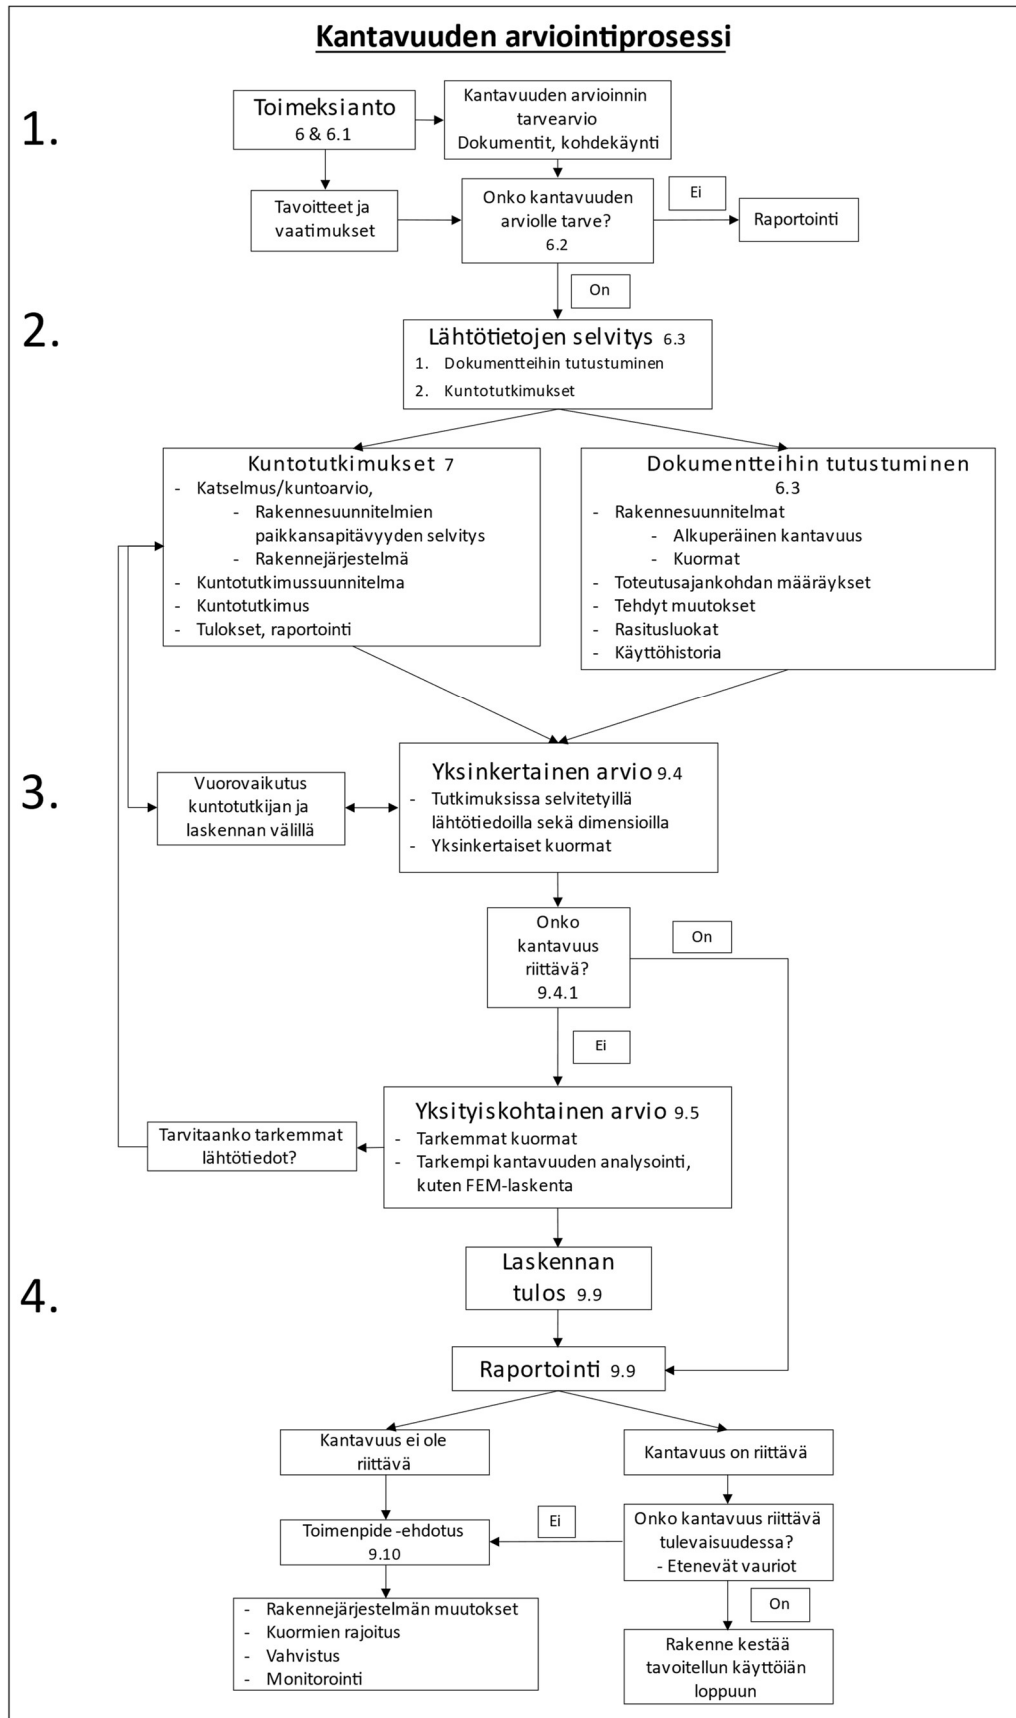 Kantavuuden arviointiprosessi
1.
Toimeksianto
6 & 6.1
Kantavuuden arvioinnin
tarvearvio
Dokumentit, kohdekäynti
Tavoitteet ja
vaatimukset
Onko kantavuuden
arviolle tarve?
6.2
Ei
Raportointi
On
2.
Lähtötietojen selvitys 6.3
1. Dokumentteihin tutustuminen
2. Kuntotutkimukset
Kuntotutkimukset 7
- Katselmus/kuntoarvio,
- Rakennesuunnitelmien
paikkansapitävyyden selvitys
- Rakennejärjestelmä
- Kuntotutkimussuunnitelma
- Kuntotutkimus
- Tulokset, raportointi
Dokumentteihin tutustuminen
6.3
- Rakennesuunnitelmat
- Alkuperäinen kantavuus
- Kuormat
- Toteutusajankohdan määräykset
- Tehdyt muutokset
- Rasitusluokat
- Käyttöhistoria
3.
Vuorovaikutus
kuntotutkijan ja
laskennan välillä
Yksinkertainen arvio 9.4
- Tutkimuksissa selvitetyillä
lähtötiedoilla sekä dimensioilla
- Yksinkertaiset kuormat
Onko
kantavuus
riittävä?
9.4.1
On
Ei
Yksityiskohtainen arvio 9.5
- Tarkemmat kuormat
- Tarkempi kantavuuden analysointi,
kuten FEM-laskenta
Tarvitaanko tarkemmat
lähtötiedot?
4.
Laskennan
tulos 9.9
Raportointi 9.9
Kantavuus ei ole
riittävä
Kantavuus on riittävä
Toimenpide -ehdotus
9.10
Ei
Onko kantavuus riittävä
tulevaisuudessa?
- Etenevät vauriot
On
- Rakennejärjestelmän muutokset
- Kuormien rajoitus
- Vahvistus
- Monitorointi
Rakenne kestää
tavoitellun käyttöiän
loppuun